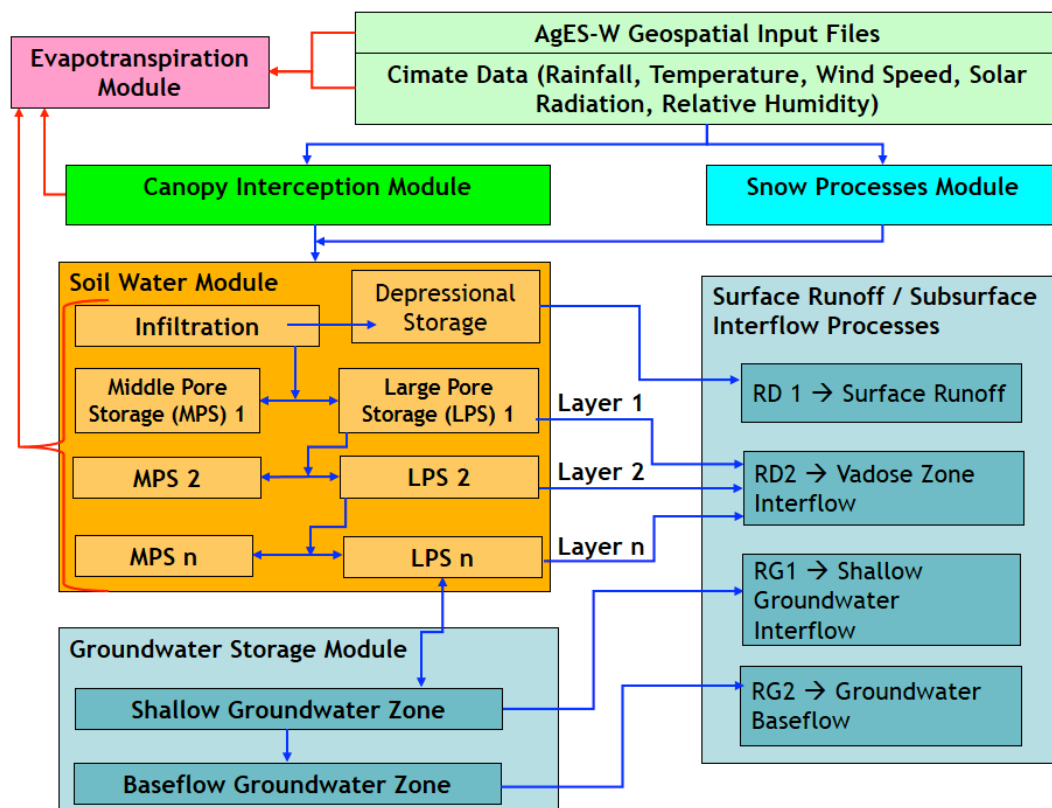 AgES-W Geospatial Input Files
Cimate Data (Rainfall, Temperature, Wind Speed, Solar
Radiation, Relative Humidity)
Evapotranspiration
Module
Canopy Interception Module
Snow Processes Module
Soil Water Module
Depressional
Storage
Infiltration
Middle Pore
Storage (MPS) 1
Large Pore
Storage (LPS) 1
Layer 1
MPS 2
LPS 2
Layer 2
MPS n
LPS n
Layer n
Surface Runoff / Subsurface
Interflow Processes
RD 1 → Surface Runoff
RD2 → Vadose Zone
Interflow
RG1 → Shallow
Groundwater
Interflow
RG2 → Groundwater
Baseflow
Groundwater Storage Module
Shallow Groundwater Zone
Baseflow Groundwater Zone